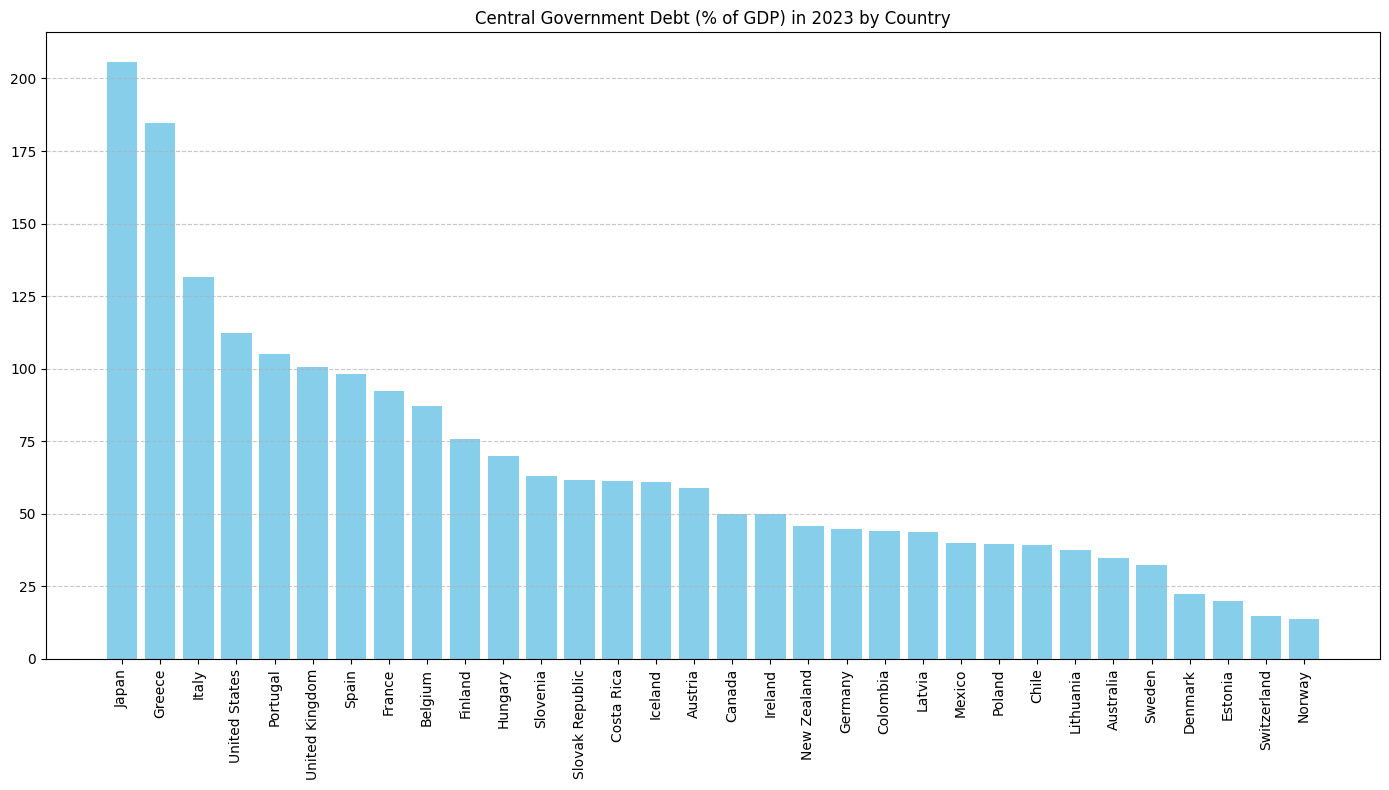 Central Government Debt (% of GDP) in 2023 by Country
200
175
150
125
100
75
50
25
0
Japan
Greece
Italy
United States
Portugal
United Kingdom
Spain
France
Belgium
Finland
Hungary
Slovenia
Slovak Republic
Costa Rica
Iceland
Austria
Canada
Ireland
New Zealand
Germany
Colombia
Latvia
Mexico
Poland
Chile
Lithuania
Australia
Sweden
Denmark
Estonia
Switzerland
Norway